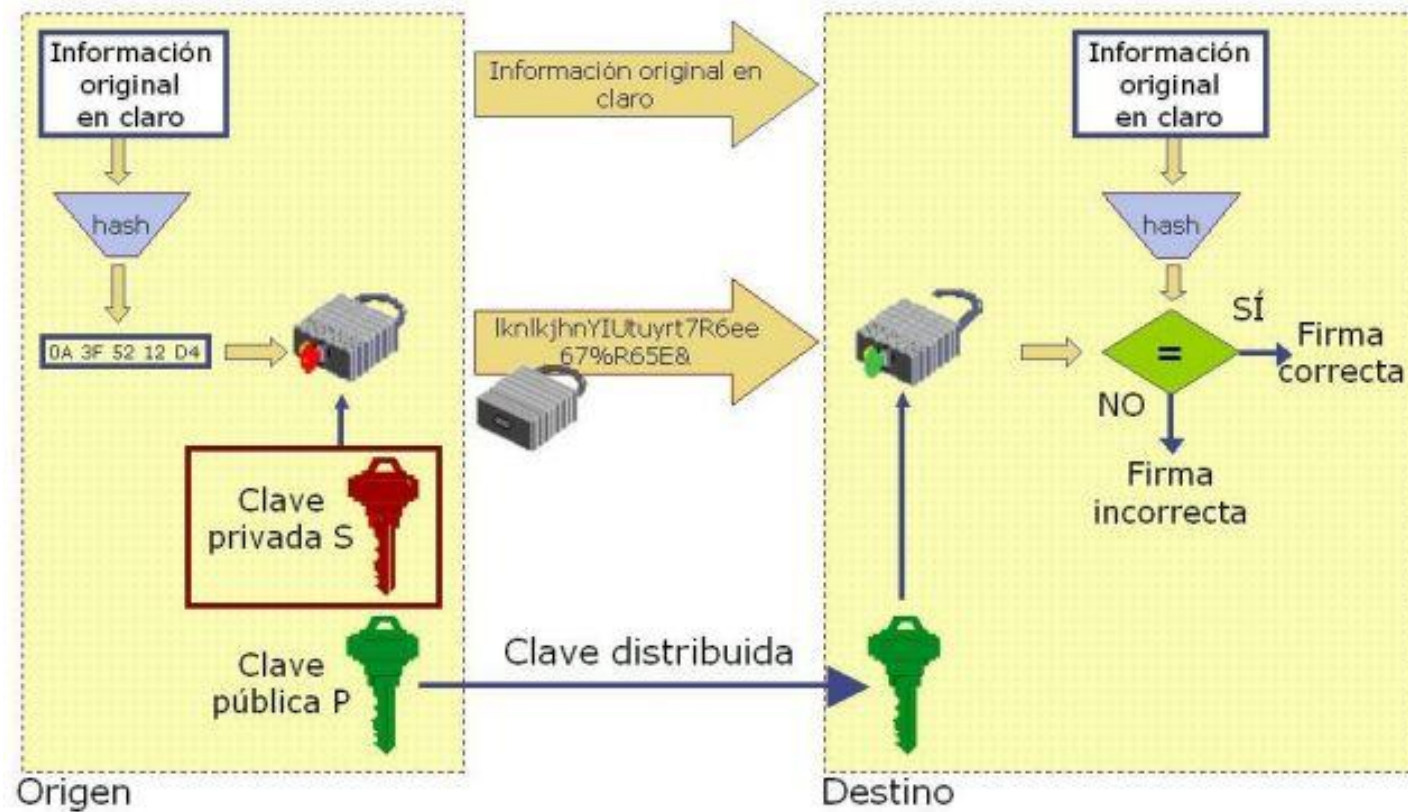 Información
original
en claro
hash
0A 3F 52 12 D4
Clave
privada S
Clave
pública P
Origen
Información original en
claro
lknlkjhnYIUtuyrt7R6ee
67%R65E&
Clave distribuida
Información
original
en claro
hash
=
SÍ
Firma
correcta
NO
Firma
incorrecta
Destino